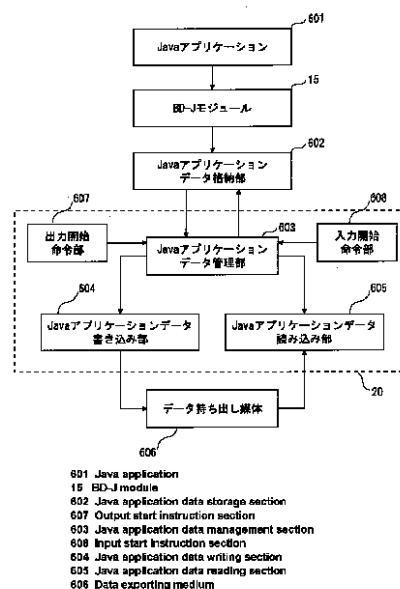 601
Javaアプリケーション
15
BD-Jモジュール
602
Javaアプリケーション
データ格納部
607
出力開始
命令部
603
Javaアプリケーション
データ管理部
608
入力開始
命令部
604
Javaアプリケーションデータ
書き込み部
605
Javaアプリケーションデータ
読み込み部
20
データ持ち出し媒体
606
601 Java application
15 BD-J module
602 Java application data storage section
607 Output start instruction section
603 Java application data management section
608 Input start instruction section
604 Java application data writing section
605 Java application data reading section
606 Data exporting medium